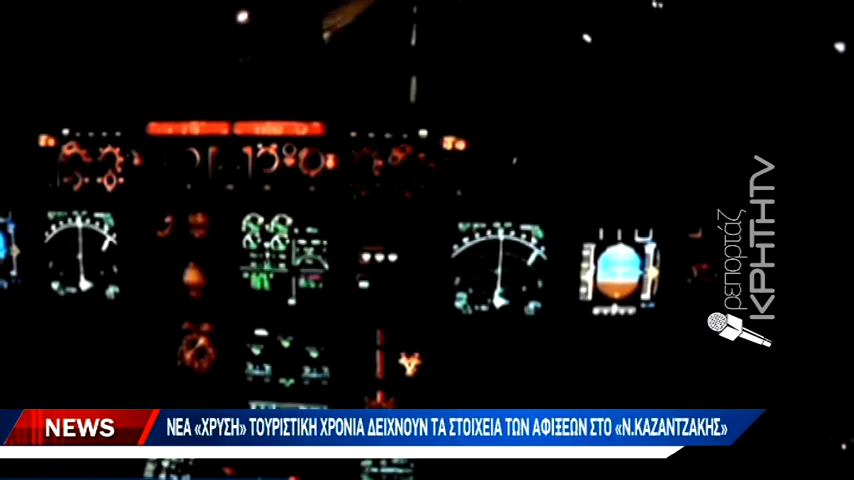 ρεπορτάζ
ΚΡΗΤΗTV
NEWS
ΝΕΑ «ΧΡΥΣΗ» ΤΟΥΡΙΣΤΙΚΗ ΧΡΟΝΙΑ ΔΕΙΧΝΟΥΝ ΤΑ ΣΤΟΙΧΕΙΑ ΤΩΝ ΑΦΙΞΕΩΝ ΣΤΟ «Ν.ΚΑΖΑΝΤΖΑΚΗΣ»